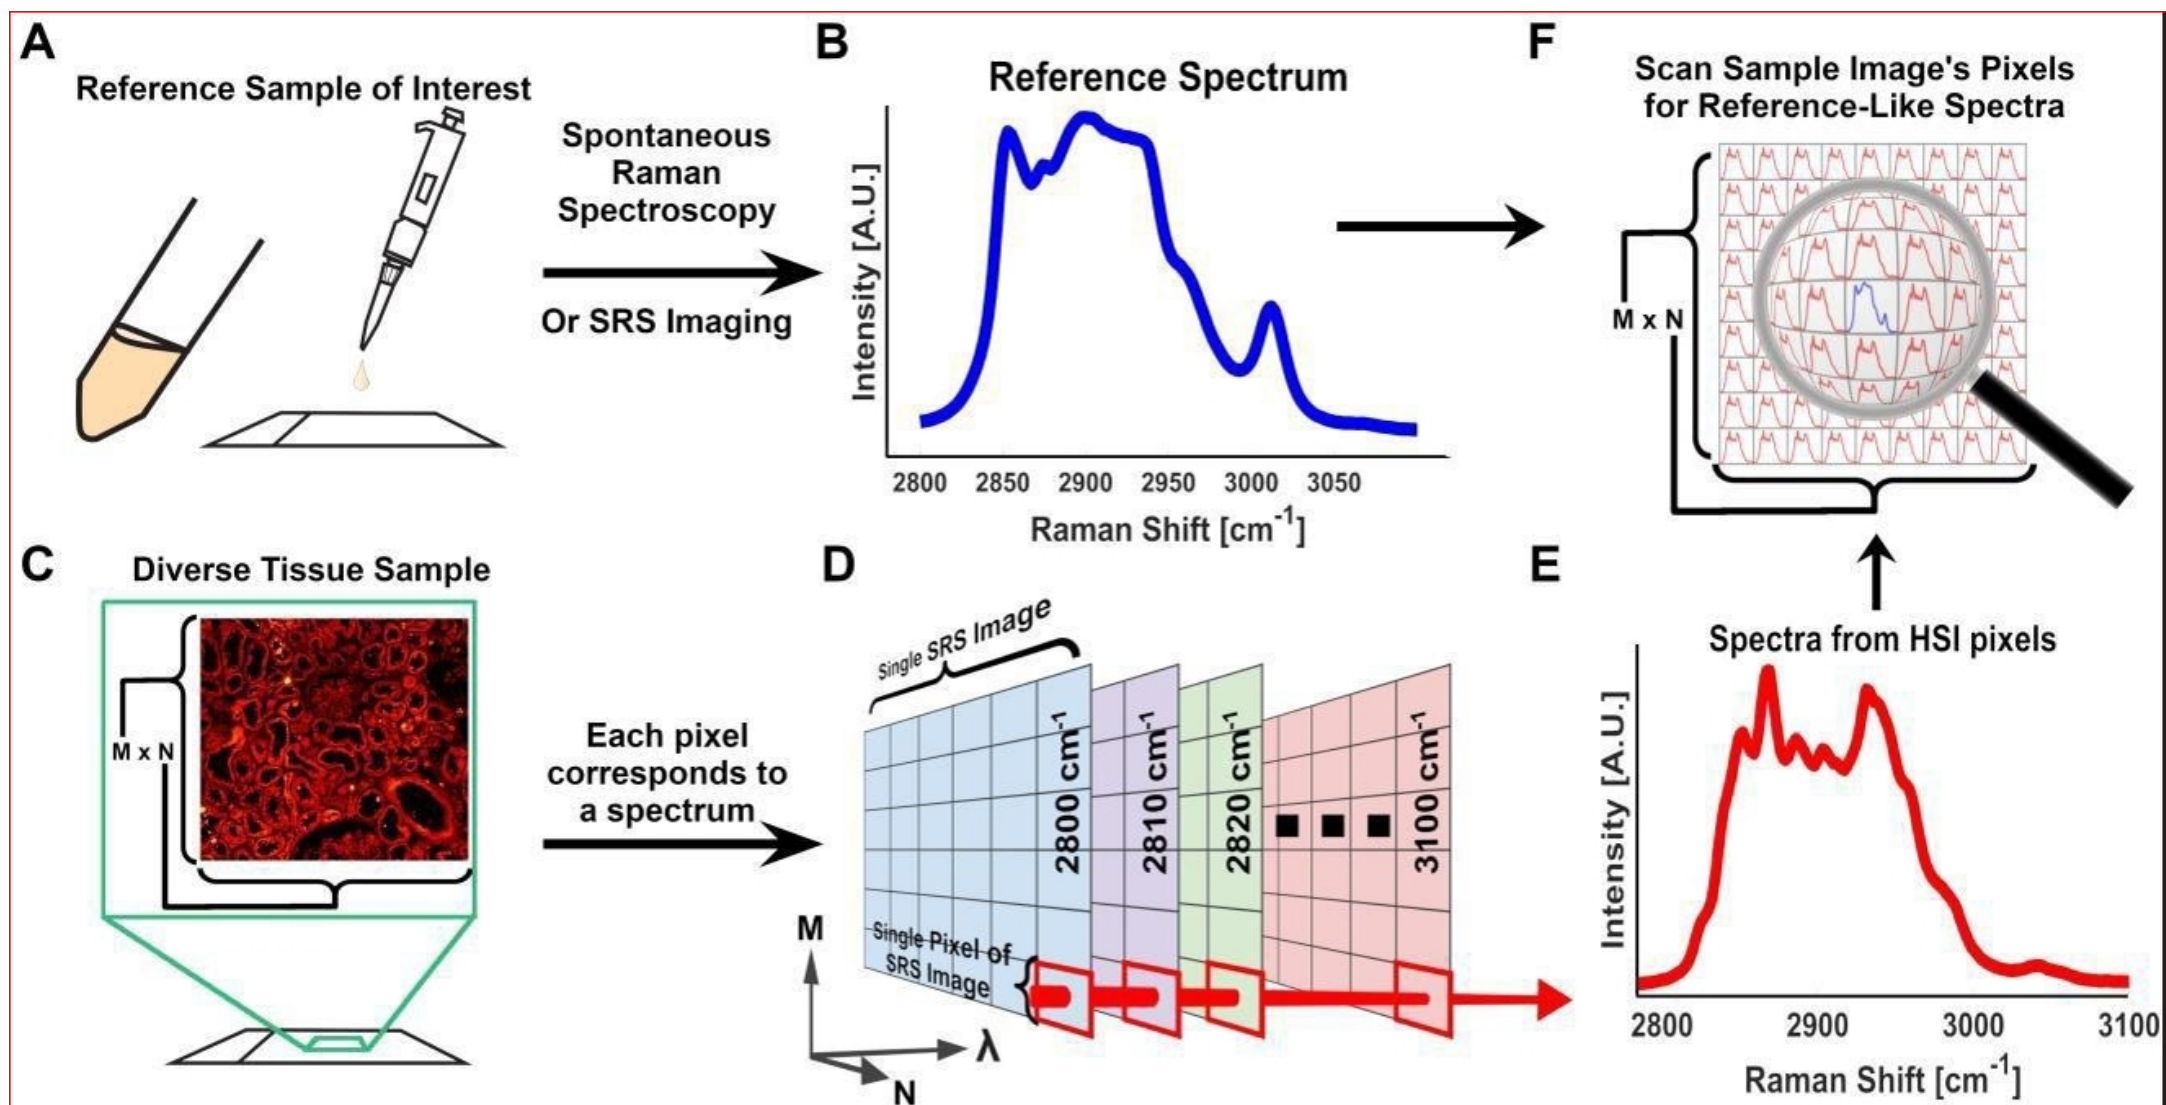 A
Reference Sample of Interest
Spontaneous
Raman
Spectroscopy
Or SRS Imaging
B
Reference Spectrum
Intensity [A.U.]
2800 2850 2900 2950 3000 3050
Raman Shift [cm-1]
F
Scan Sample Image's Pixels
for Reference-Like Spectra
M x N
C
Diverse Tissue Sample
M x N
Each pixel
corresponds to
a spectrum
D
Single SRS Image
2800 cm-1
2810 cm-1
2820 cm-1
3100 cm-1
Single Pixel of
SRS Image
M
λ
N
E
Spectra from HSI pixels
Intensity [A.U.]
2800 2900 3000 3100
Raman Shift [cm-1]